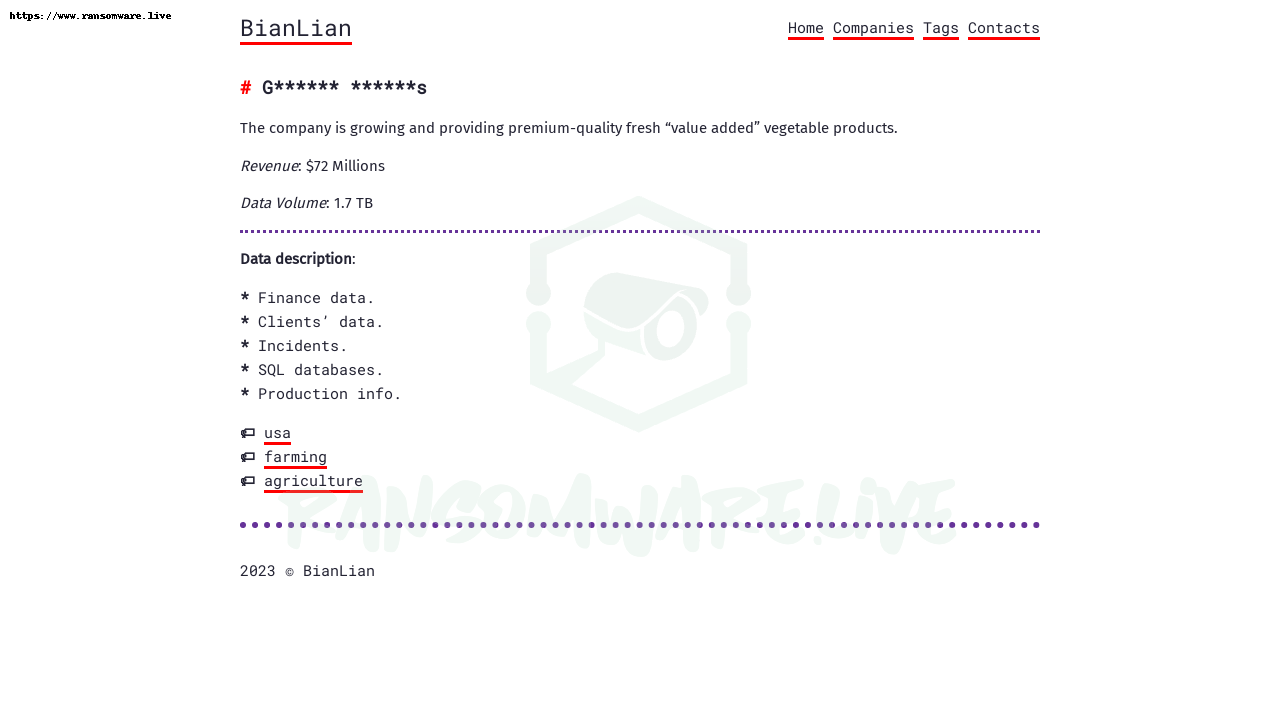 https://www.ransomware.live
BianLian
Home Companies Tags Contacts
# G****** ******s
The company is growing and providing premium-quality fresh “value added” vegetable products.
Revenue: $72 Millions
Data Volume: 1.7 TB
Data description:
* Finance data.
* Clients’ data.
* Incidents.
* SQL databases.
* Production info.
usa
farming
agriculture
RANSOMWARE.LIVE
2023 © BianLian